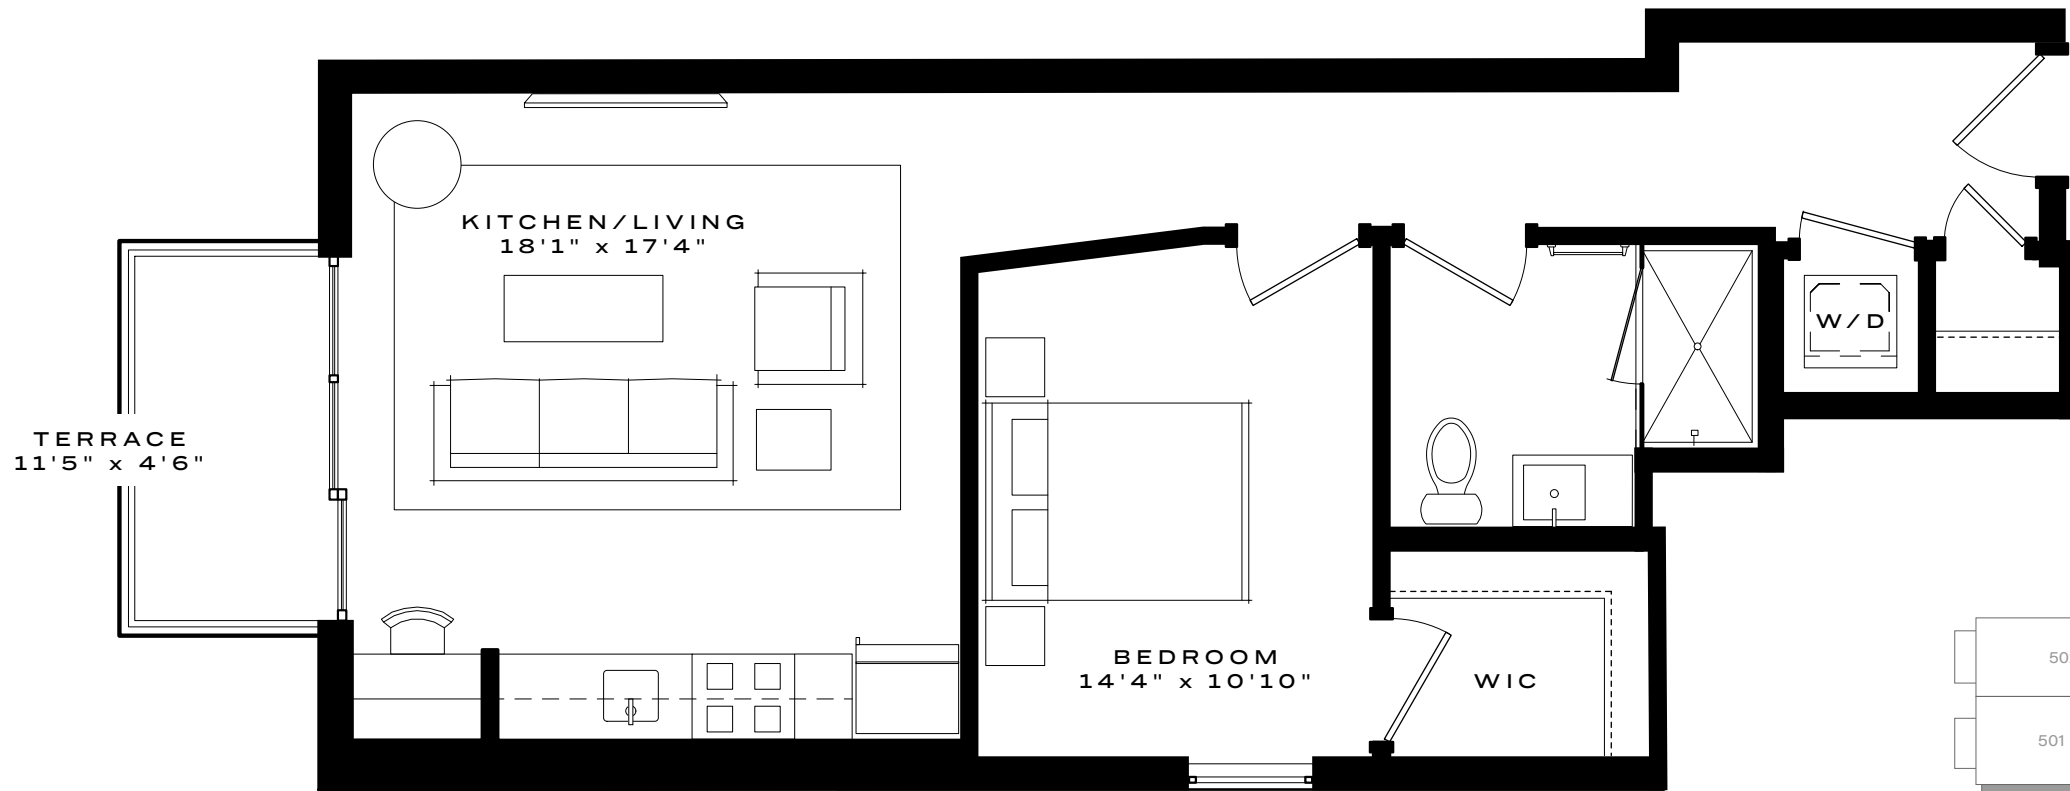 KITCHEN/LIVING
18'1" x 17'4"
W/D
TERRACE
11'5" x 4'6"
BEDROOM
14'4" x 10'10"
WIC
501